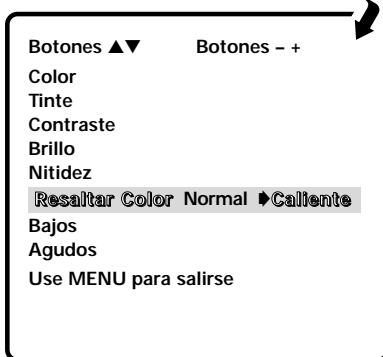 Botones ▲▼ Botones – +
Color
Tinte
Contraste
Brillo
Nitidez
Resaltar Color Normal ➧Caliente
Bajos
Agudos
Use MENU para salirse